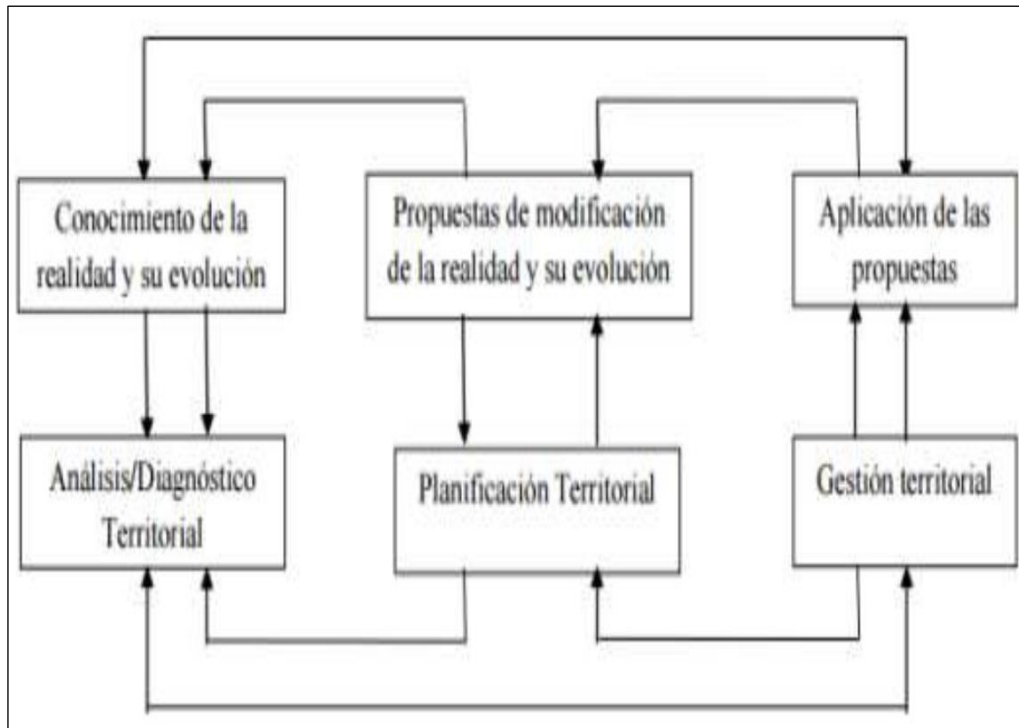 Conocimiento de la
realidad y su evolución
Propuestas de modificación
de la realidad y su evolución
Aplicación de las
propuestas
Análisis/Diagnóstico
Territorial
Planificación Territorial
Gestión territorial